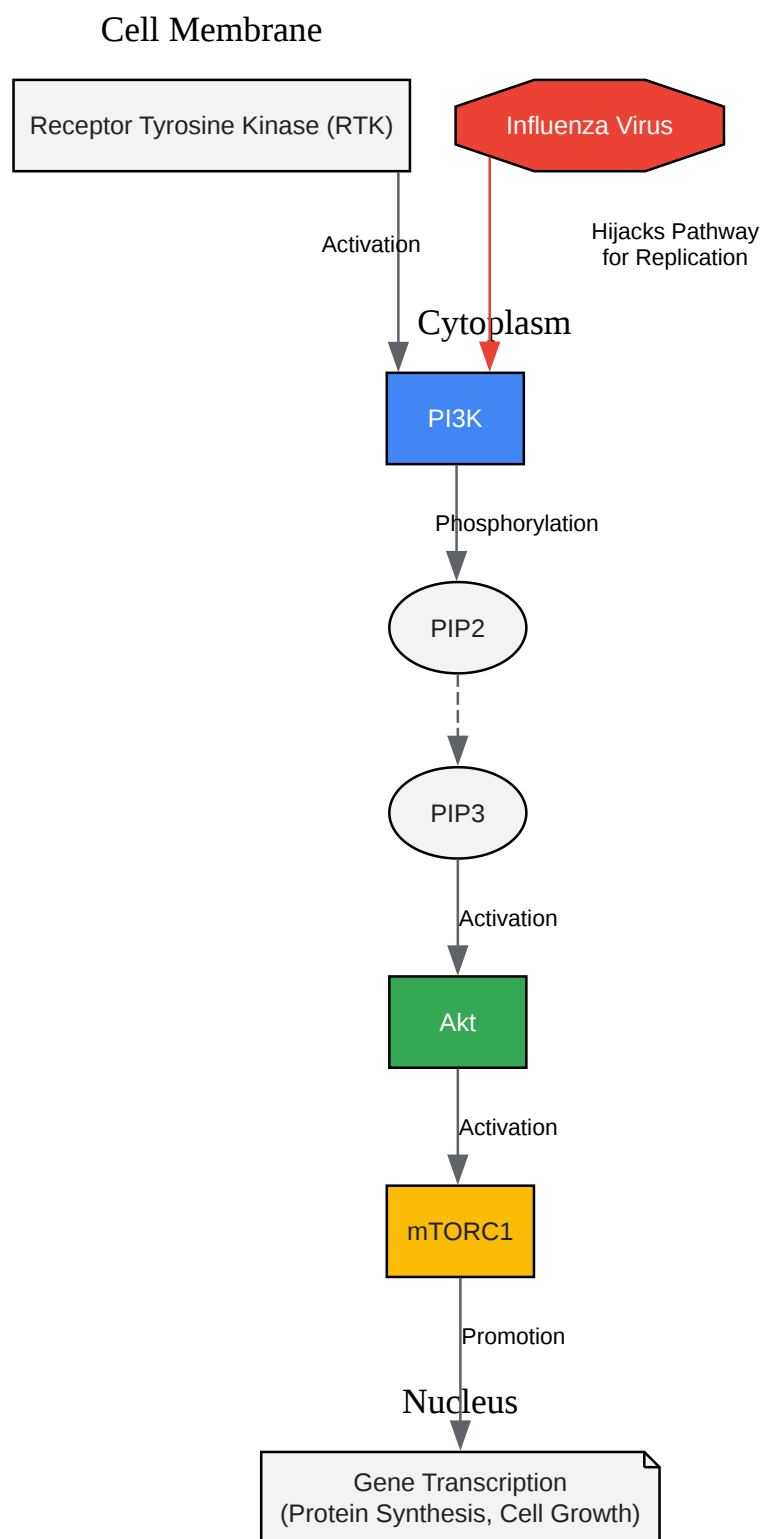 Cell Membrane
Receptor Tyrosine Kinase (RTK)
Influenza Virus
Activation
Hijacks Pathway
for Replication
Cytoplasm
PI3K
Phosphorylation
PIP2
PIP3
Activation
Akt
Activation
mTORC1
Promotion
Nucleus
Gene Transcription
(Protein Synthesis, Cell Growth)